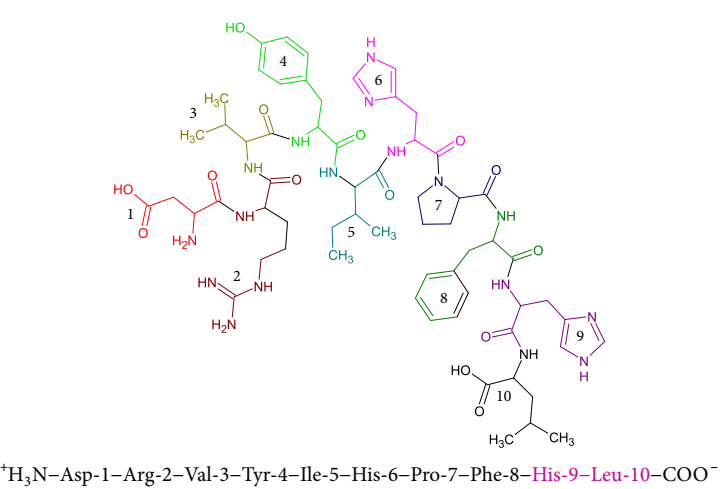 HO
4
H
N
6
N
H₃C
3
H₃C
O
NH
O
HN
O
NH
O
HN
O
N
7
O
HO
1
O
O
H₂N
NH
O
O
5
CH₃
CH₃
NH
2
HN
NH
H₂N
8
O
HN
N
9
N
H
O
NH
HO
10
O
H₃C
CH₃
⁺H₃N–Asp-1–Arg-2–Val-3–Tyr-4–Ile-5–His-6–Pro-7–Phe-8–His-9–Leu-10–COO⁻